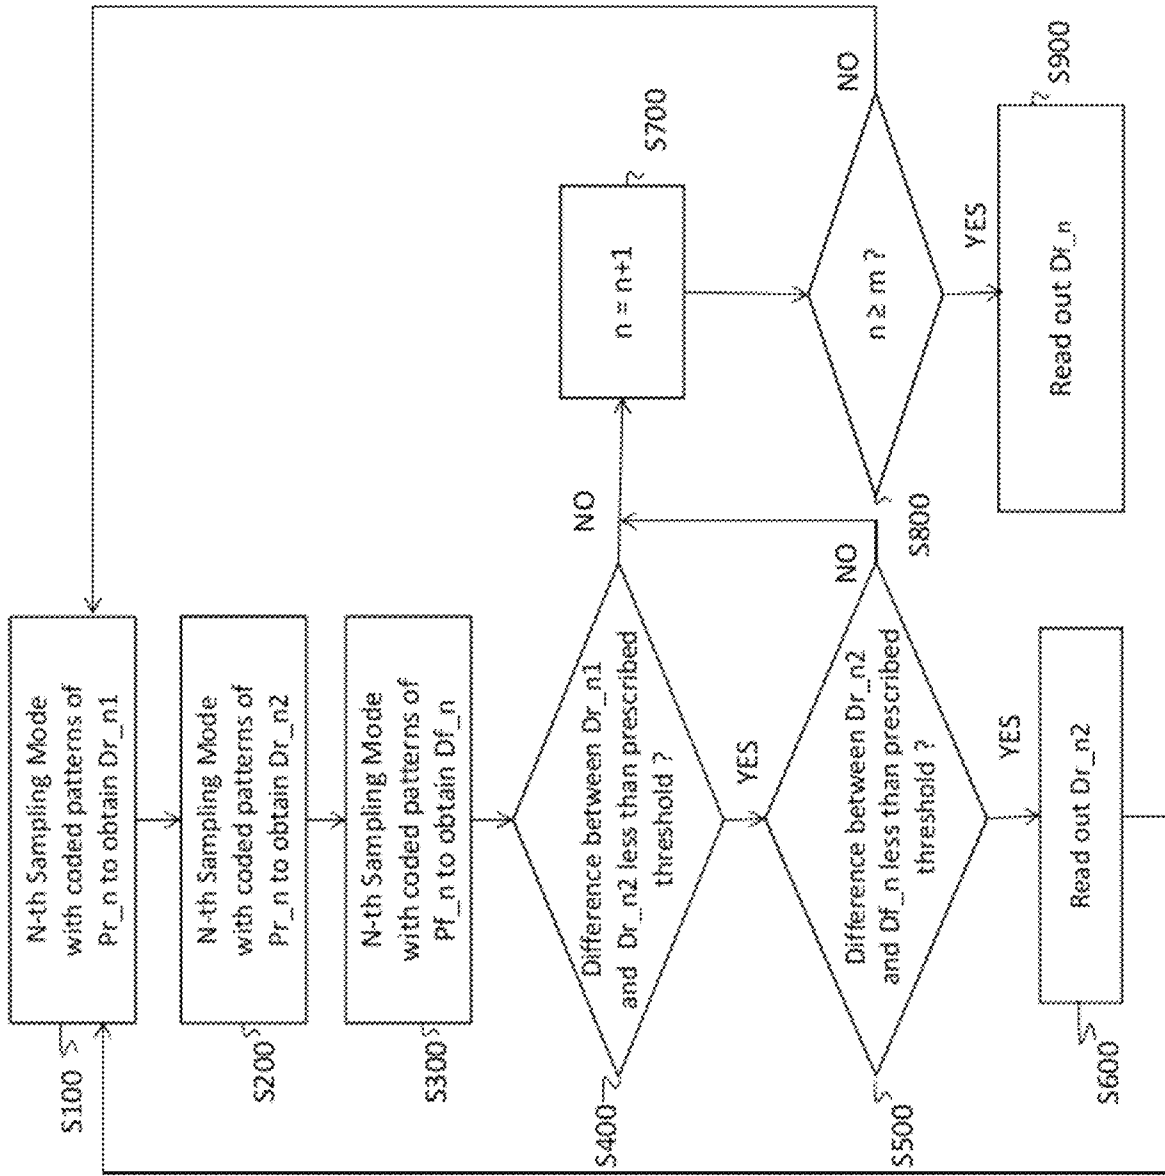 S100
N-th Sampling Mode
with coded patterns of
Pr_n to obtain Dr_n1
S200
N-th Sampling Mode
with coded patterns of
Pr_n to obtain Dr_n2
S300
N-th Sampling Mode
with coded patterns of
Pf_n to obtain Df_n
S400
Difference between Dr_n1
and Dr_n2 less than prescribed
threshold ?
NO
YES
S500
Difference between Dr_n2
and Df_n less than prescribed
threshold ?
NO
YES
S600
Read out Dr_n2
S700
n = n+1
S800
n ≥ m ?
NO
YES
S900
Read out Df_n